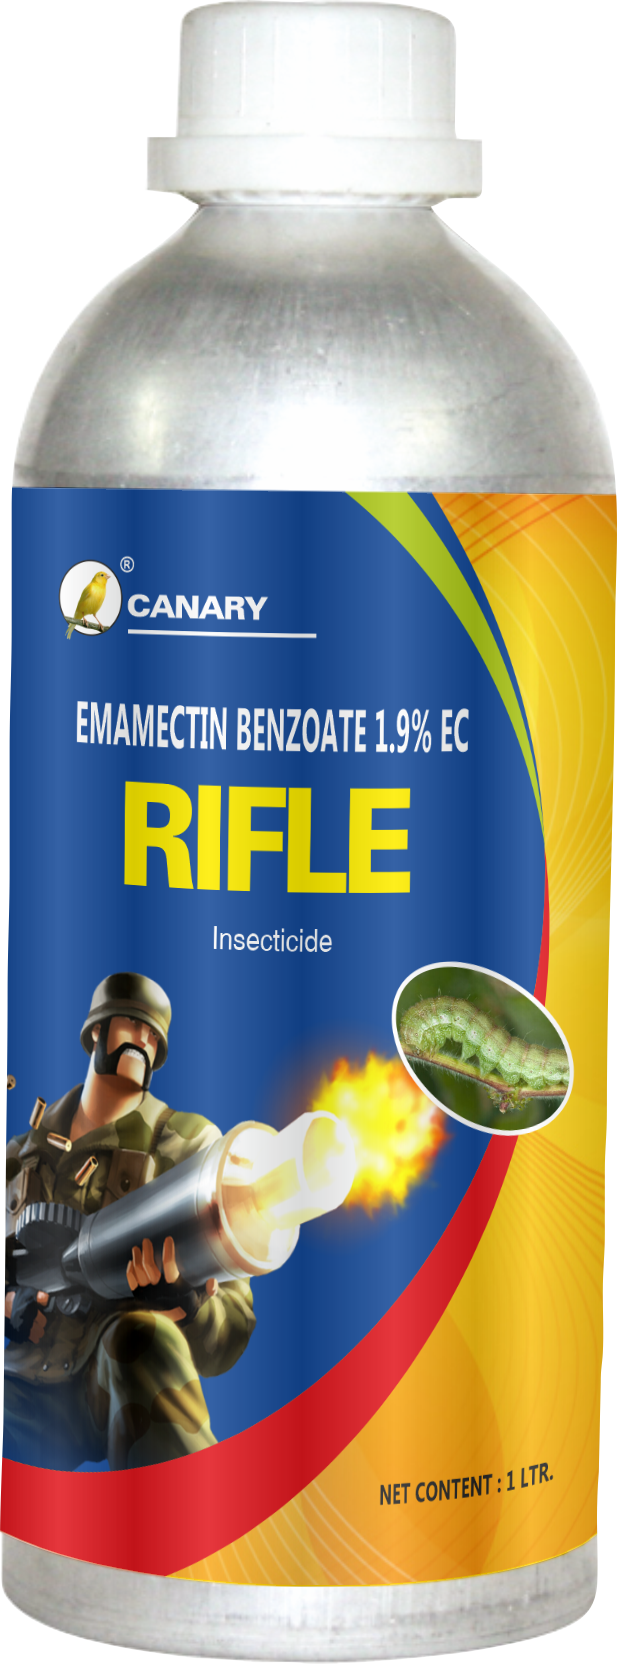 ®
CANARY
EMAMECTIN BENZOATE 1.9% EC
RIFLE
Insecticide
NET CONTENT : 1 LTR.